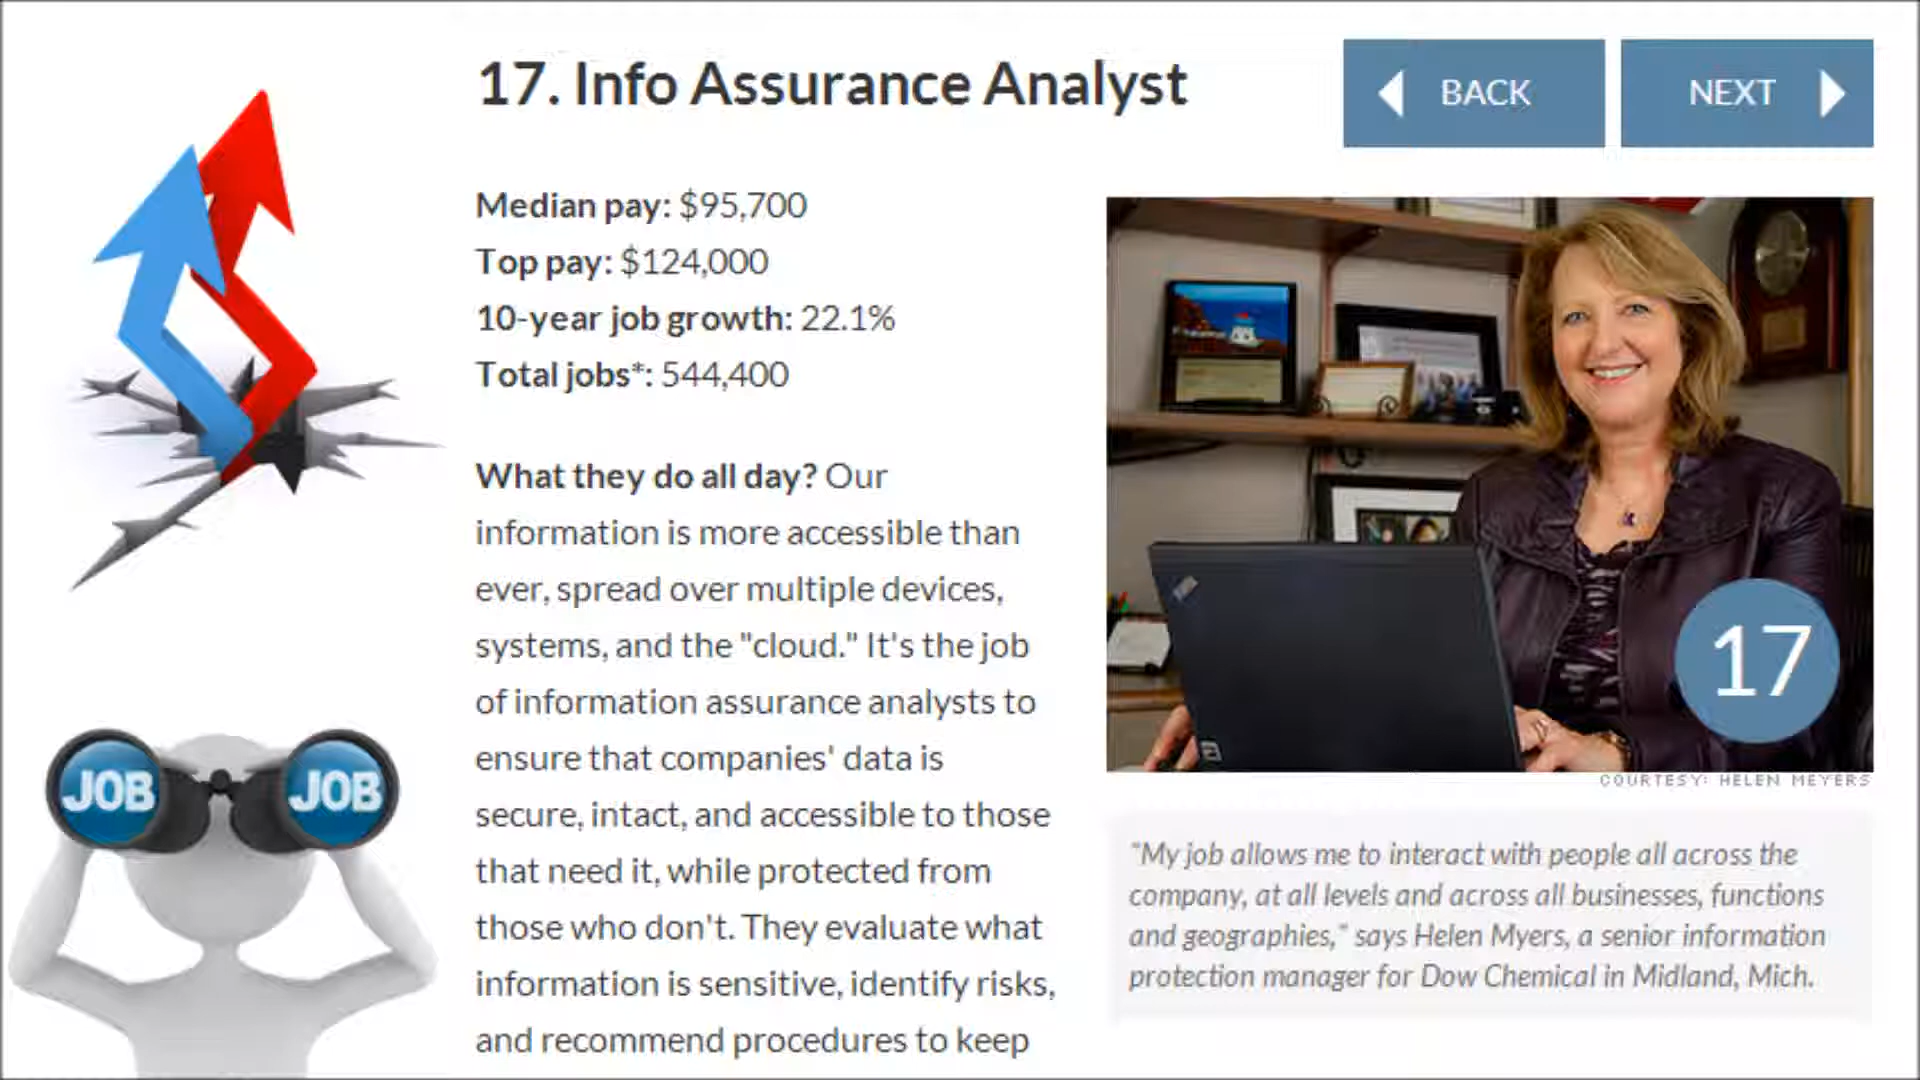 17. Info Assurance Analyst
BACK
NEXT
Median pay: $95,700
Top pay: $124,000
10-year job growth: 22.1%
Total jobs*: 544,400
What they do all day? Our
information is more accessible than
ever, spread over multiple devices,
systems, and the "cloud." It's the job
of information assurance analysts to
ensure that companies' data is
secure, intact, and accessible to those
that need it, while protected from
those who don't. They evaluate what
information is sensitive, identify risks,
and recommend procedures to keep
17
COURTESY: HELEN MEYERS
"My job allows me to interact with people all across the
company, at all levels and across all businesses, functions
and geographies," says Helen Myers, a senior information
protection manager for Dow Chemical in Midland, Mich.
JOB JOB